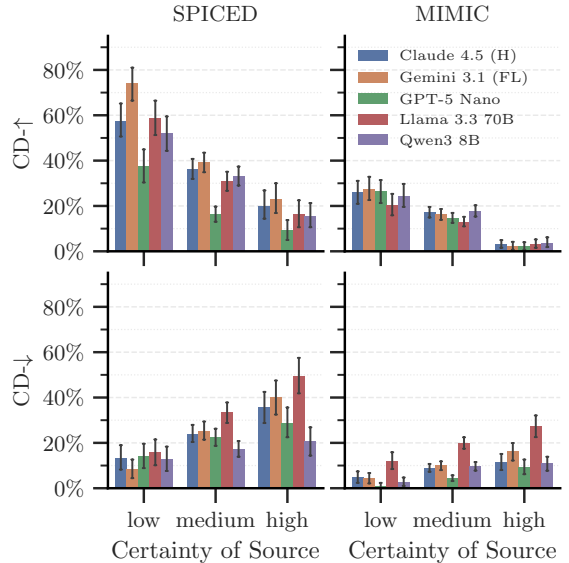 SPICED
MIMIC
CD-↑
80%
60%
40%
20%
0%
Claude 4.5 (H)
Gemini 3.1 (FL)
GPT-5 Nano
Llama 3.3 70B
Qwen3 8B
CD-↓
80%
60%
40%
20%
0%
low medium high
low medium high
Certainty of Source
Certainty of Source